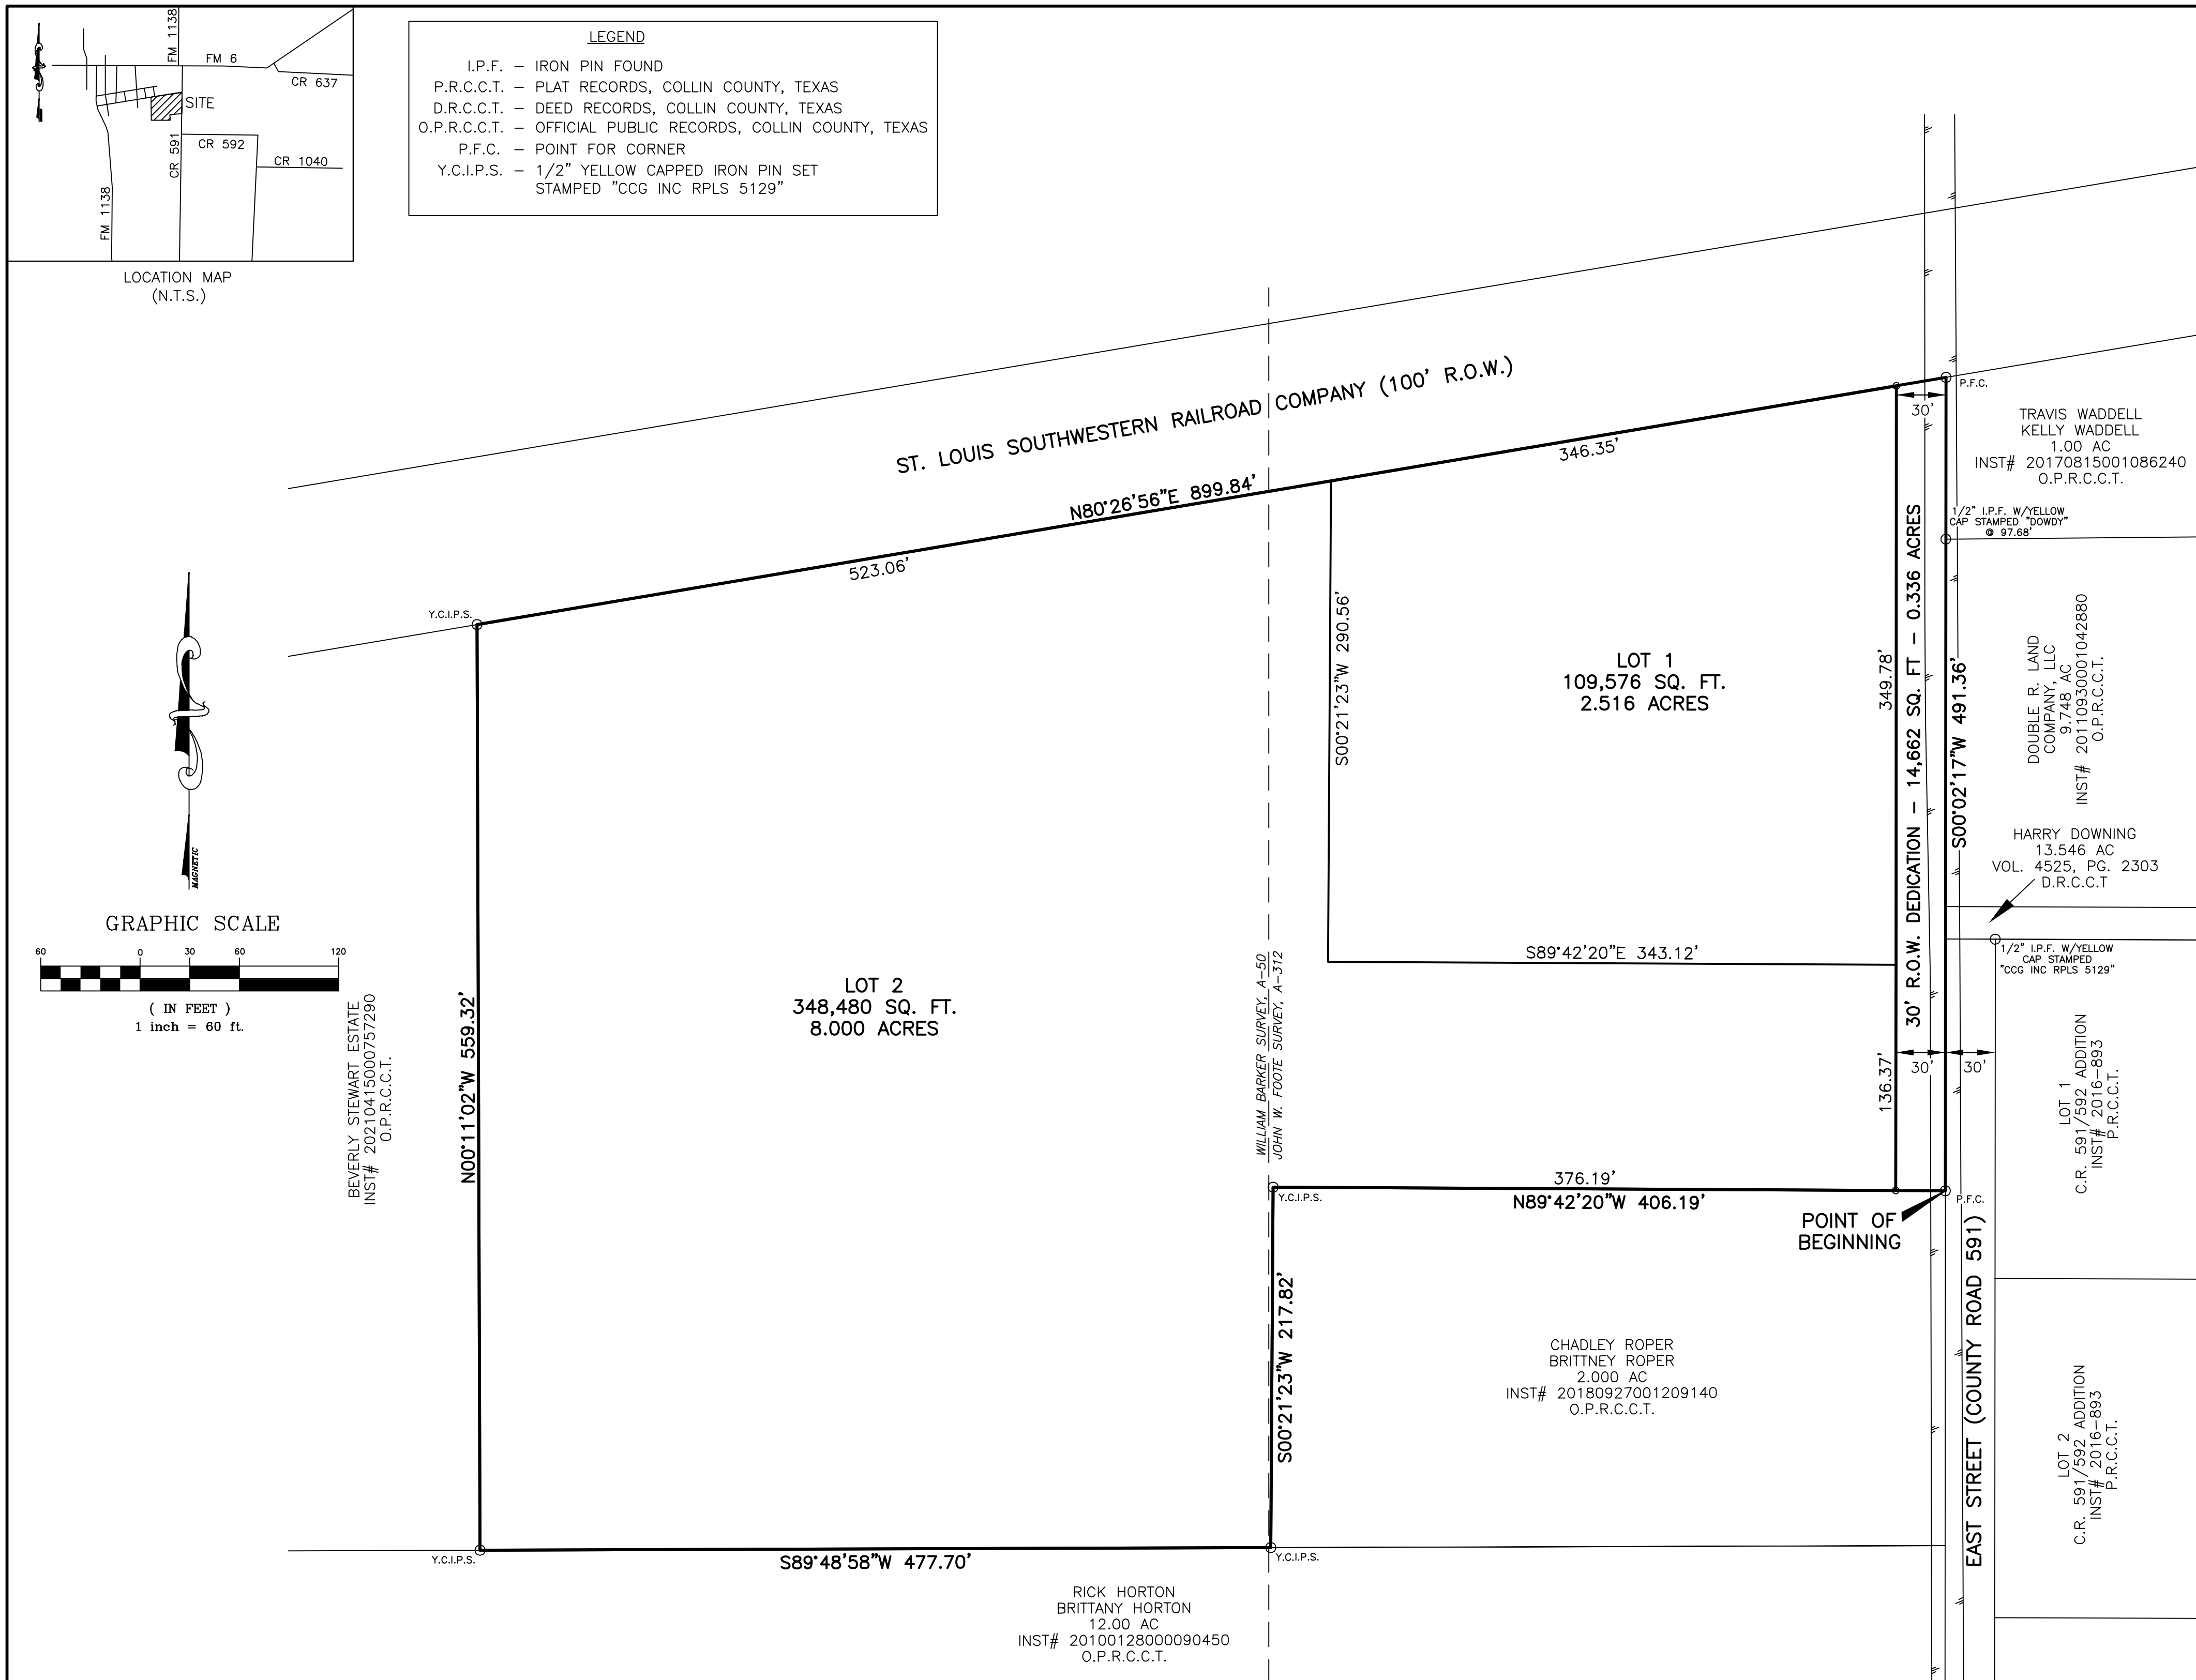 FM 1138
FM 6
CR 637
SITE
CR 591
CR 592
CR 1040
FM 1138
LOCATION MAP
(N.T.S.)
LEGEND
I.P.F. – IRON PIN FOUND
P.R.C.C.T. – PLAT RECORDS, COLLIN COUNTY, TEXAS
D.R.C.C.T. – DEED RECORDS, COLLIN COUNTY, TEXAS
O.P.R.C.C.T. – OFFICIAL PUBLIC RECORDS, COLLIN COUNTY, TEXAS
P.F.C. – POINT FOR CORNER
Y.C.I.P.S. – 1/2" YELLOW CAPPED IRON PIN SET
STAMPED "CCG INC RPLS 5129"
ST. LOUIS SOUTHWESTERN RAILROAD COMPANY (100' R.O.W.)
N80°26'56"E 899.84'
346.35'
523.06'
Y.C.I.P.S.
P.F.C.
30'
TRAVIS WADDELL
KELLY WADDELL
1.00 AC
INST# 20170815001086240
O.P.R.C.C.T.
1/2" I.P.F. W/YELLOW
CAP STAMPED "DOWDY"
@ 97.68'
S00°21'23"W 290.56'
LOT 1
109,576 SQ. FT.
2.516 ACRES
349.78'
30' R.O.W. DEDICATION – 14,662 SQ. FT – 0.336 ACRES
S00°02'17"W 491.36'
DOUBLE R. LAND
COMPANY, LLC
9.748 AC
INST# 20110930001042880
O.P.R.C.C.T.
HARRY DOWNING
13.546 AC
VOL. 4525, PG. 2303
D.R.C.C.T
MAGNETIC
GRAPHIC SCALE
60 0 30 60 120
( IN FEET )
1 inch = 60 ft.
BEVERLY STEWART ESTATE
INST# 20210415000757290
O.P.R.C.C.T.
N00°11'02"W 559.32'
LOT 2
348,480 SQ. FT.
8.000 ACRES
WILLIAM BARKER SURVEY, A-50
JOHN W. FOOTE SURVEY, A-312
S89°42'20"E 343.12'
1/2" I.P.F. W/YELLOW
CAP STAMPED
"CCG INC RPLS 5129"
136.37'
30'
30'
LOT 1
C.R. 591/592 ADDITION
INST# 2016-893
P.R.C.C.T.
376.19'
N89°42'20"W 406.19'
Y.C.I.P.S.
P.F.C.
POINT OF
BEGINNING
S00°21'23"W 217.82'
CHADLEY ROPER
BRITTNEY ROPER
2.000 AC
INST# 20180927001209140
O.P.R.C.C.T.
EAST STREET (COUNTY ROAD 591)
LOT 2
C.R. 591/592 ADDITION
INST# 2016-893
P.R.C.C.T.
Y.C.I.P.S.
S89°48'58"W 477.70'
Y.C.I.P.S.
RICK HORTON
BRITTANY HORTON
12.00 AC
INST# 20100128000090450
O.P.R.C.C.T.